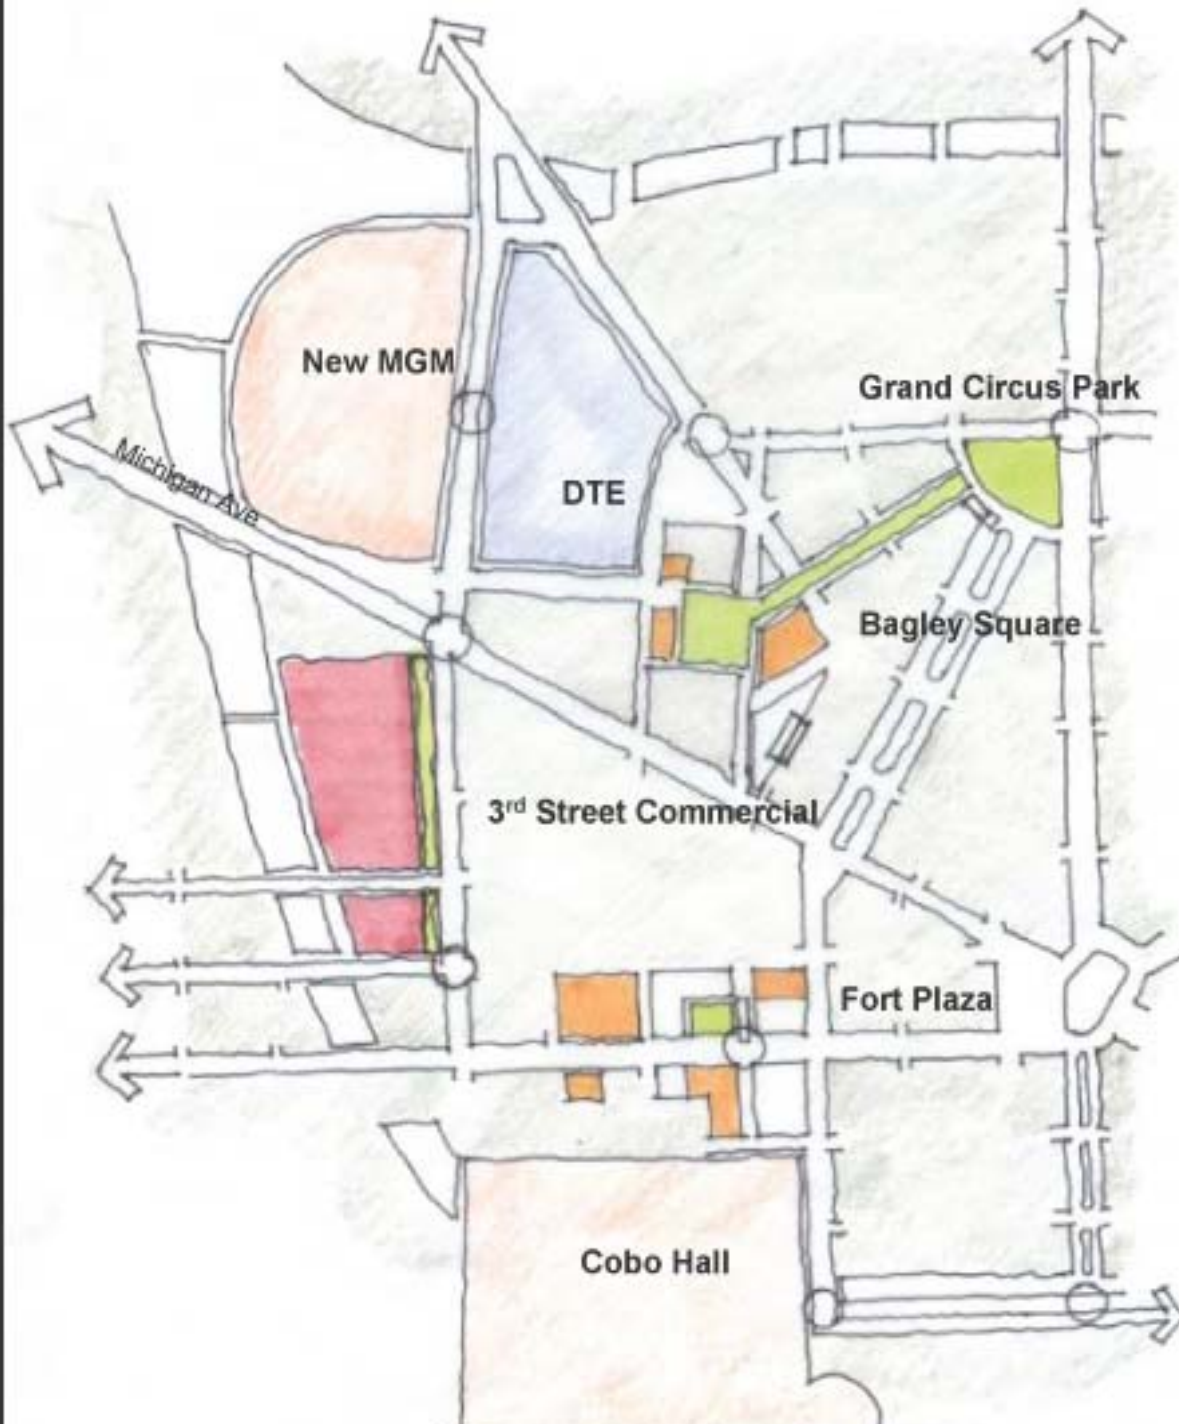 New MGM
Grand Circus Park
Michigan Ave
DTE
Bagley Square
3rd Street Commercial
Fort Plaza
Cobo Hall